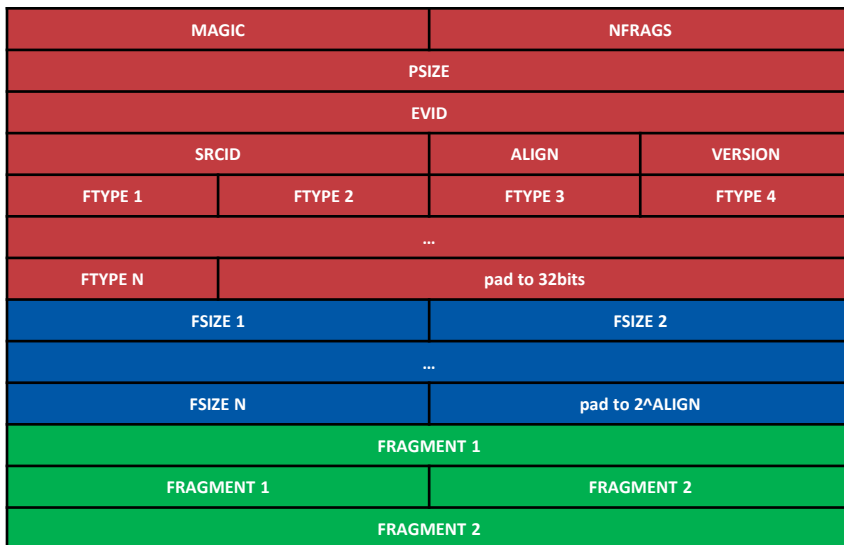 MAGIC NFRAGS
PSIZE
EVID
SRCID ALIGN VERSION
FTYPE 1 FTYPE 2 FTYPE 3 FTYPE 4
...
FTYPE N pad to 32bits
FSIZE 1 FSIZE 2
...
FSIZE N pad to 2^ALIGN
FRAGMENT 1
FRAGMENT 1 FRAGMENT 2
FRAGMENT 2